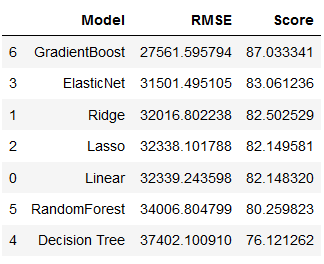 Model RMSE Score
6 GradientBoost 27561.595794 87.033341
3 ElasticNet 31501.495105 83.061236
1 Ridge 32016.802238 82.502529
2 Lasso 32338.101788 82.149581
0 Linear 32339.243598 82.148320
5 RandomForest 34006.804799 80.259823
4 Decision Tree 37402.100910 76.121262